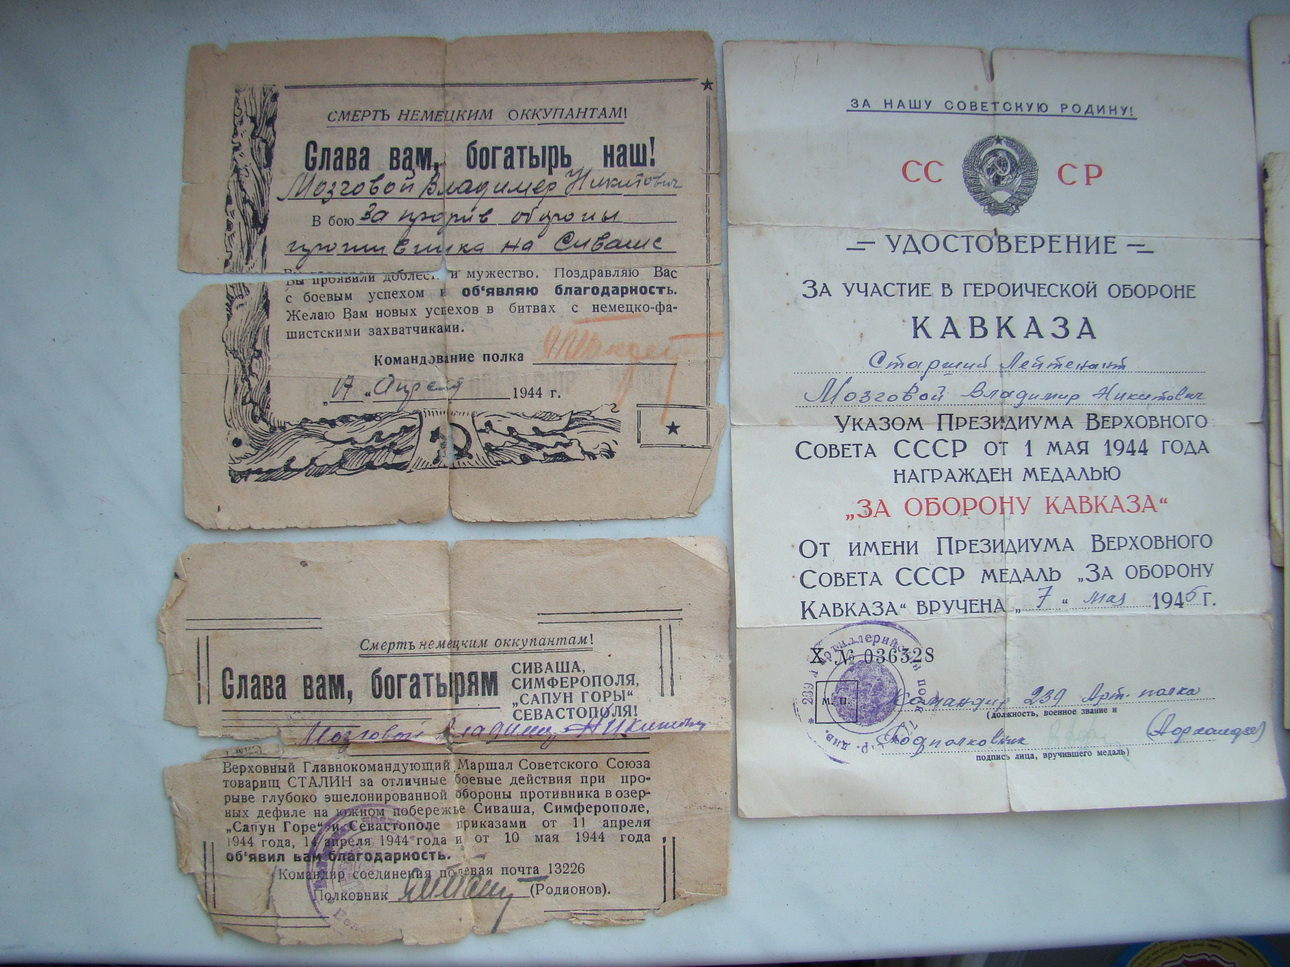 СМЕРТЬ НЕМЕЦКИМ ОККУПАНТАМ!
Слава вам, богатырь наш!
Мозговой Владимер Никитович
В бою За прорыв обороны
противника на Сиваше
Вы проявили доблест и мужество. Поздравляю Вас
с боевым успехом и об'являю благодарность.
Желаю Вам новых успехов в битвах с немецко-фа-
шистскими захватчиками.
Командование полка
„17 „ Апреля 1944 г.
Смерть немецким оккупантам!
Слава вам, богатырям
СИВАША,
СИМФЕРОПОЛЯ,
„САПУН ГОРЫ"
СЕВАСТОПОЛЯ!
Мозговой Владимер Никитович
Верховный Главнокомандующий Маршал Советского Союза
товарищ СТАЛИН за отличные боевые действия при про-
рыве глубоко эшелонированной обороны противника в озер-
ных дефиле на южном побережье Сиваша, Симферополе,
„Сапун Горе" и Севастополе приказами от 11 апреля
1944 года, 14 апреля 1944 года и от 10 мая 1944 года
об'явил вам благодарность.
Командир соединения полевая почта 13226
Полковник (Родионов).
ЗА НАШУ СОВЕТСКУЮ РОДИНУ!
СС СР
УДОСТОВЕРЕНИЕ
ЗА УЧАСТИЕ В ГЕРОИЧЕСКОЙ ОБОРОНЕ
КАВКАЗА
Старший Лейтенант
Мозговой Владимир Никитович
УКАЗОМ ПРЕЗИДИУМА ВЕРХОВНОГО
СОВЕТА СССР ОТ 1 МАЯ 1944 ГОДА
НАГРАЖДЕН МЕДАЛЬЮ
„ЗА ОБОРОНУ КАВКАЗА"
ОТ ИМЕНИ ПРЕЗИДИУМА ВЕРХОВНОГО
СОВЕТА СССР МЕДАЛЬ „ЗА ОБОРОНУ
КАВКАЗА" ВРУЧЕНА „ 7 " мая 1945 г.
Х № 036328
М. П.
Командир 239 Арт. полка
(должность, военное звание и
Подполковник
подпись лица, вручившего медаль)